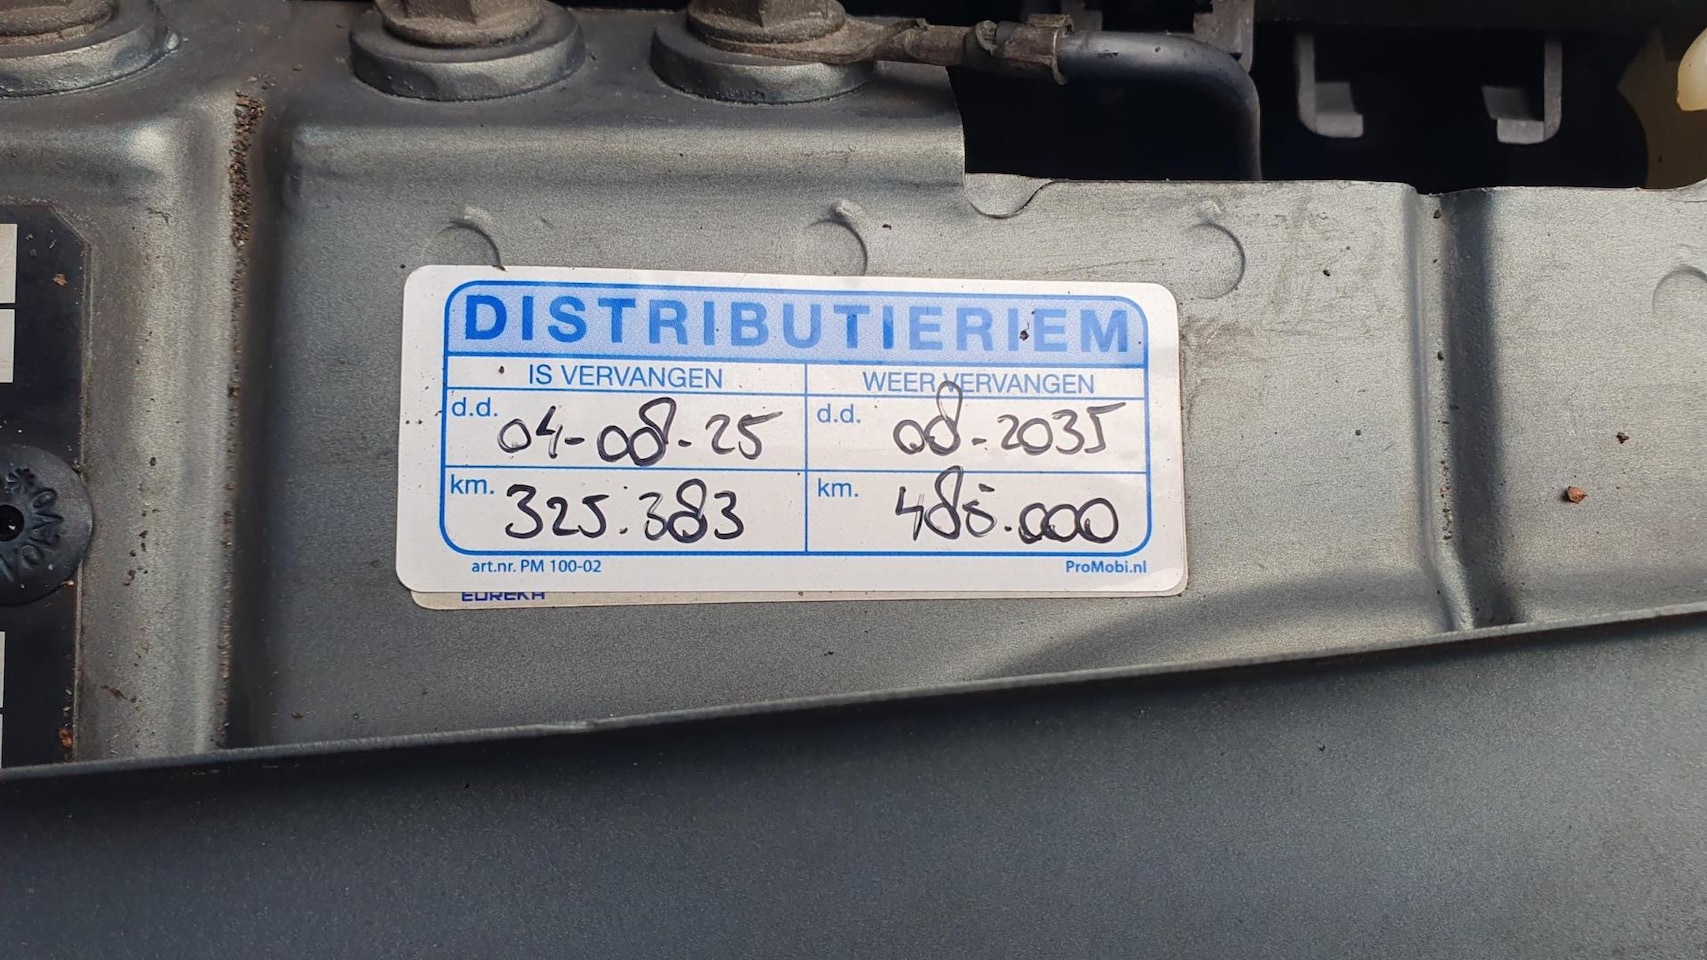 DISTRIBUTIERIEM
IS VERVANGEN
WEER VERVANGEN
d.d. 04-08-25
d.d. 08-2035
km. 325.383
km. 485.000
art.nr. PM 100-02
ProMobi.nl
EUREKA